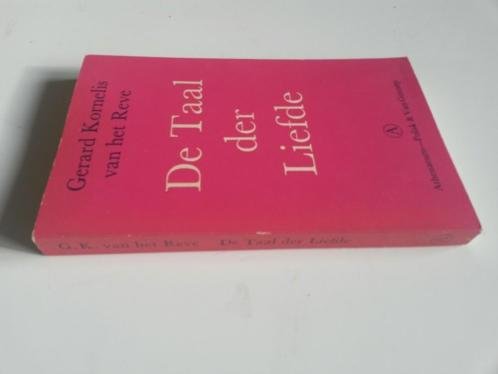 Gerard Kornelis
van het Reve
De Taal
der
Liefde
A
Athenaeum—Polak & Van Gennep
G. K. van het Reve De Taal der Liefde